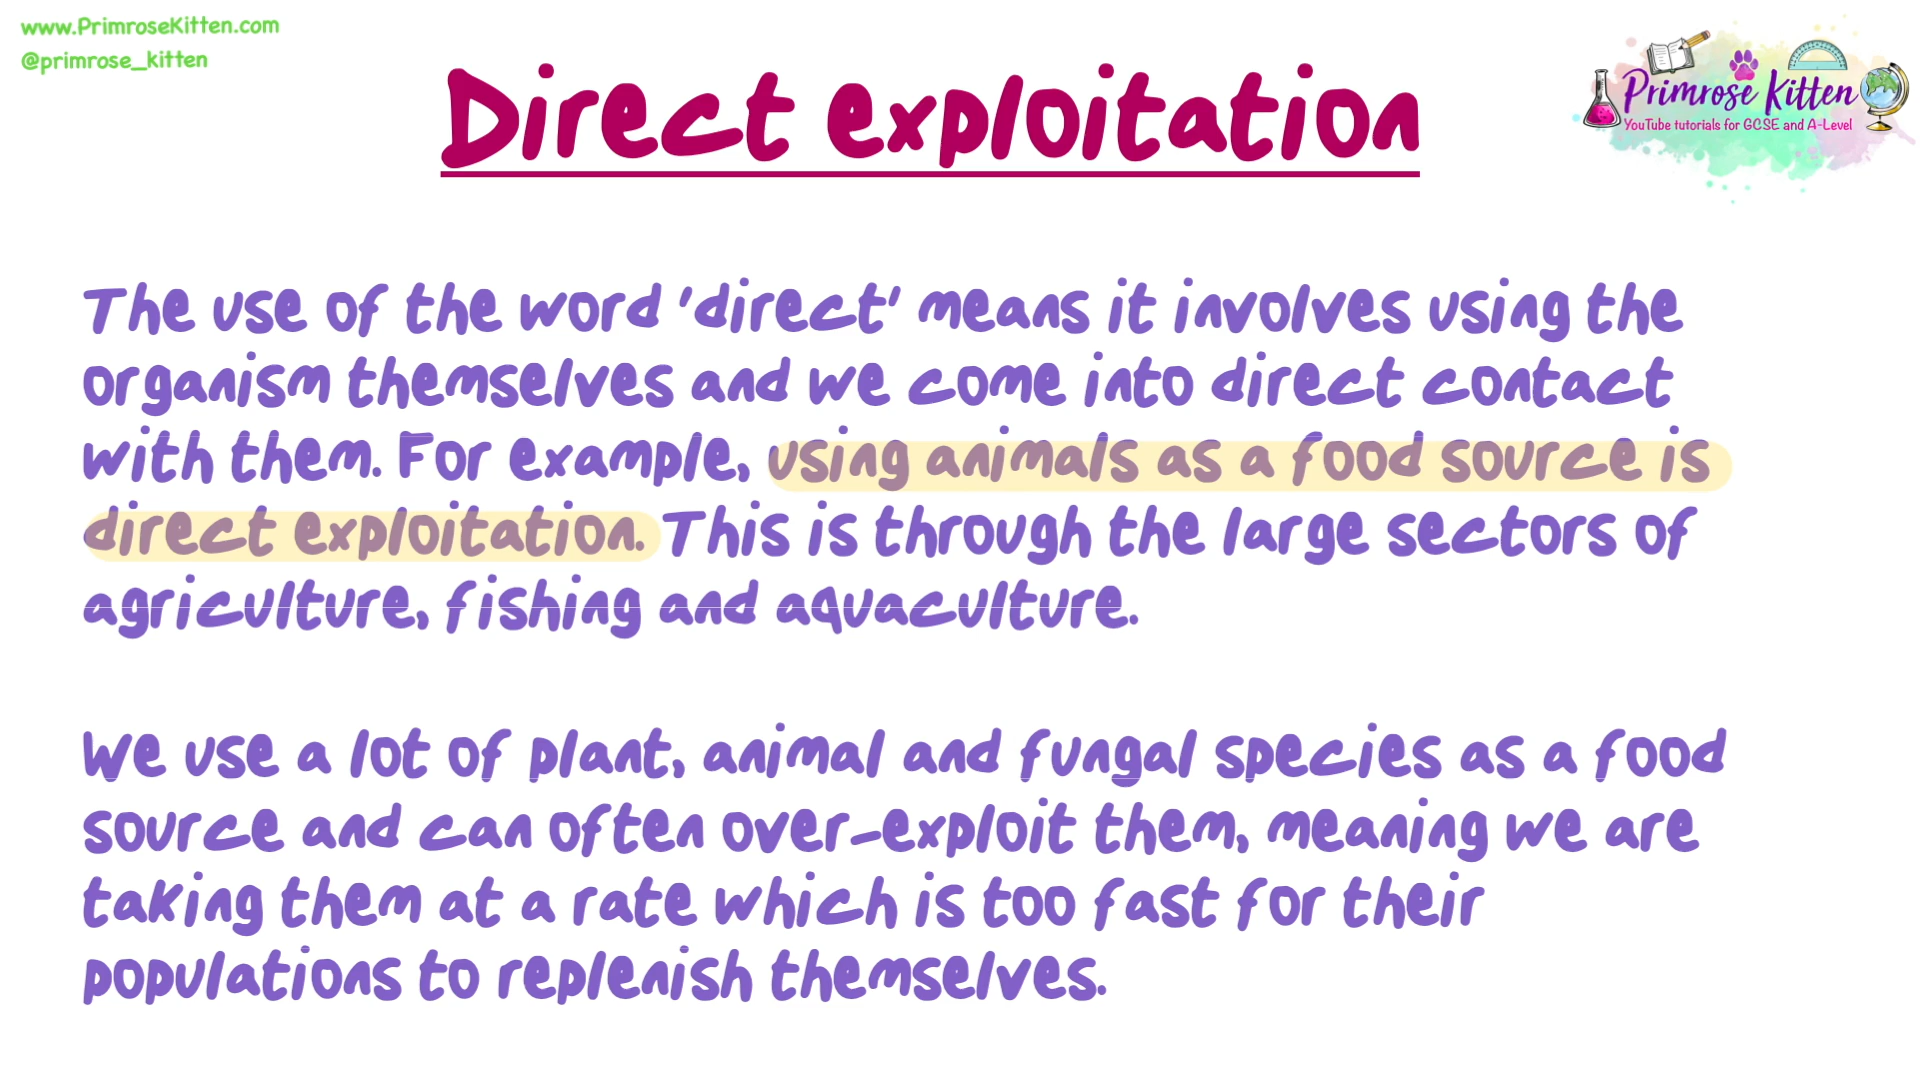 www.PrimroseKitten.com
@primrose_kitten
Direct exploitation
Primrose Kitten
YouTube tutorials for GCSE and A-Level
The use of the word 'direct' means it involves using the
organism themselves and we come into direct contact
with them. For example, using animals as a food source is
direct exploitation. This is through the large sectors of
agriculture, fishing and aquaculture.
We use a lot of plant, animal and fungal species as a food
source and can often over-exploit them, meaning we are
taking them at a rate which is too fast for their
populations to replenish themselves.